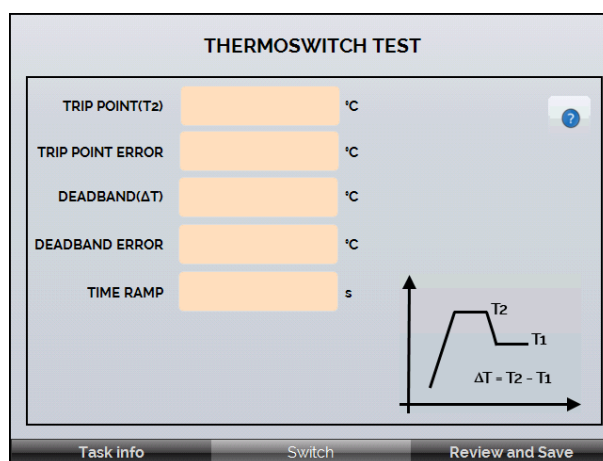 THERMOSWITCH TEST
TRIP POINT(T2) °C
?
TRIP POINT ERROR °C
DEADBAND(ΔT) °C
DEADBAND ERROR °C
TIME RAMP s
T2
T1
ΔT = T2 - T1
Task info Switch Review and Save